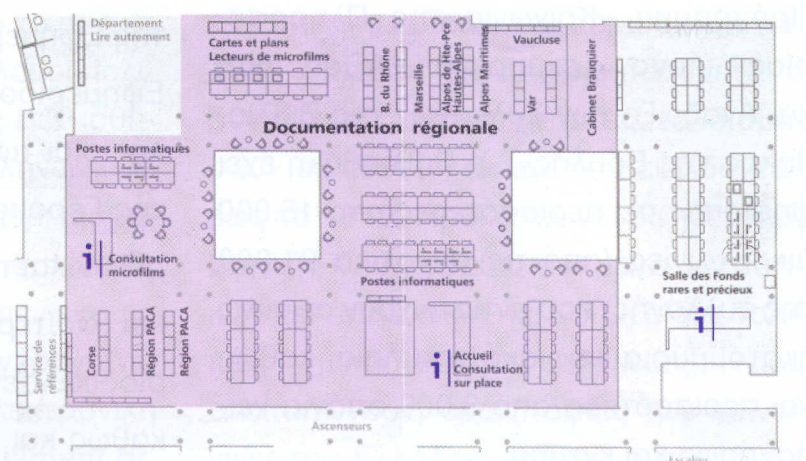 Département
Lire autrement
Cartes et plans
Lecteurs de microfilms
B. du Rhône
Marseille
Alpes de Hte-Pce
Hautes-Alpes
Alpes Maritimes
Vaucluse
Var
Cabinet Brauquier
Documentation régionale
Postes informatiques
i Consultation
microfilms
Postes informatiques
Salle des Fonds
rares et précieux
i
Service de
références
Corse
Région PACA
Région PACA
i Accueil
Consultation
sur place
Ascenseurs